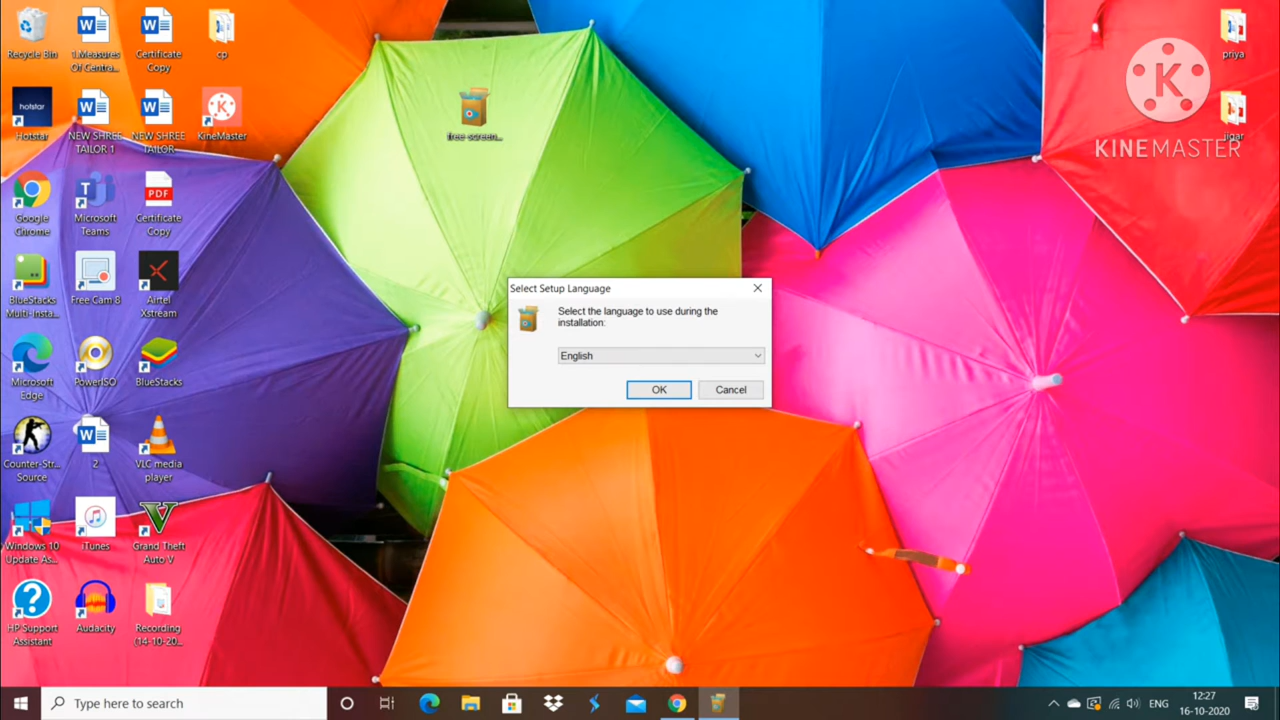 Recycle Bin
1.Measures
Of Centra...
Certificate
Copy
cp
priya
hotstar
Hotstar
NEW SHREE
TAILOR 1
NEW SHREE
TAILOR
KineMaster
free-screen...
jigar
K
KINEMASTER
Google
Chrome
Microsoft
Teams
PDF
Certificate
Copy
BlueStacks
Multi-Insta...
Free Cam 8
Airtel
Xstream
Select Setup Language
Select the language to use during the
installation:
English
OK
Cancel
Microsoft
Edge
PowerISO
BlueStacks
Counter-Str...
Source
2
VLC media
player
Windows 10
Update As...
iTunes
Grand Theft
Auto V
HP Support
Assistant
Audacity
Recording
(14-10-20...
Type here to search
ENG
12:27
16-10-2020